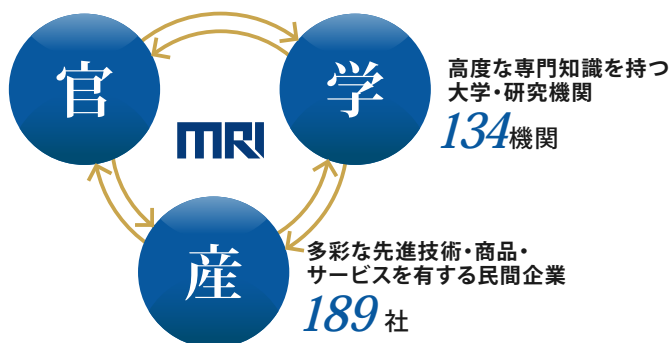 官
学
高度な専門知識を持つ
大学・研究機関
134機関
MRI
産
多彩な先進技術・商品・
サービスを有する民間企業
189社